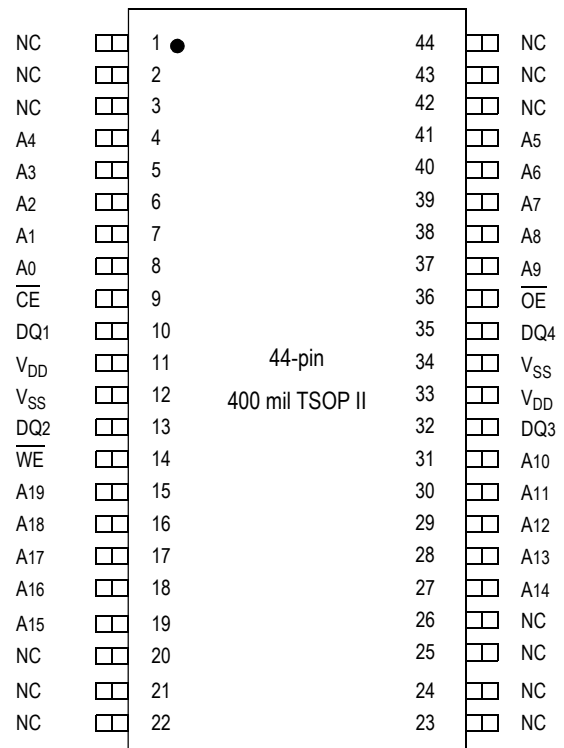 NC 1 44 NC
NC 2 43 NC
NC 3 42 NC
A4 4 41 A5
A3 5 40 A6
A2 6 39 A7
A1 7 38 A8
A0 8 37 A9
C̅E̅ 9 36 O̅E̅
DQ1 10 35 DQ4
VDD 11 44-pin 34 VSS
VSS 12 400 mil TSOP II 33 VDD
DQ2 13 32 DQ3
W̅E̅ 14 31 A10
A19 15 30 A11
A18 16 29 A12
A17 17 28 A13
A16 18 27 A14
A15 19 26 NC
NC 20 25 NC
NC 21 24 NC
NC 22 23 NC